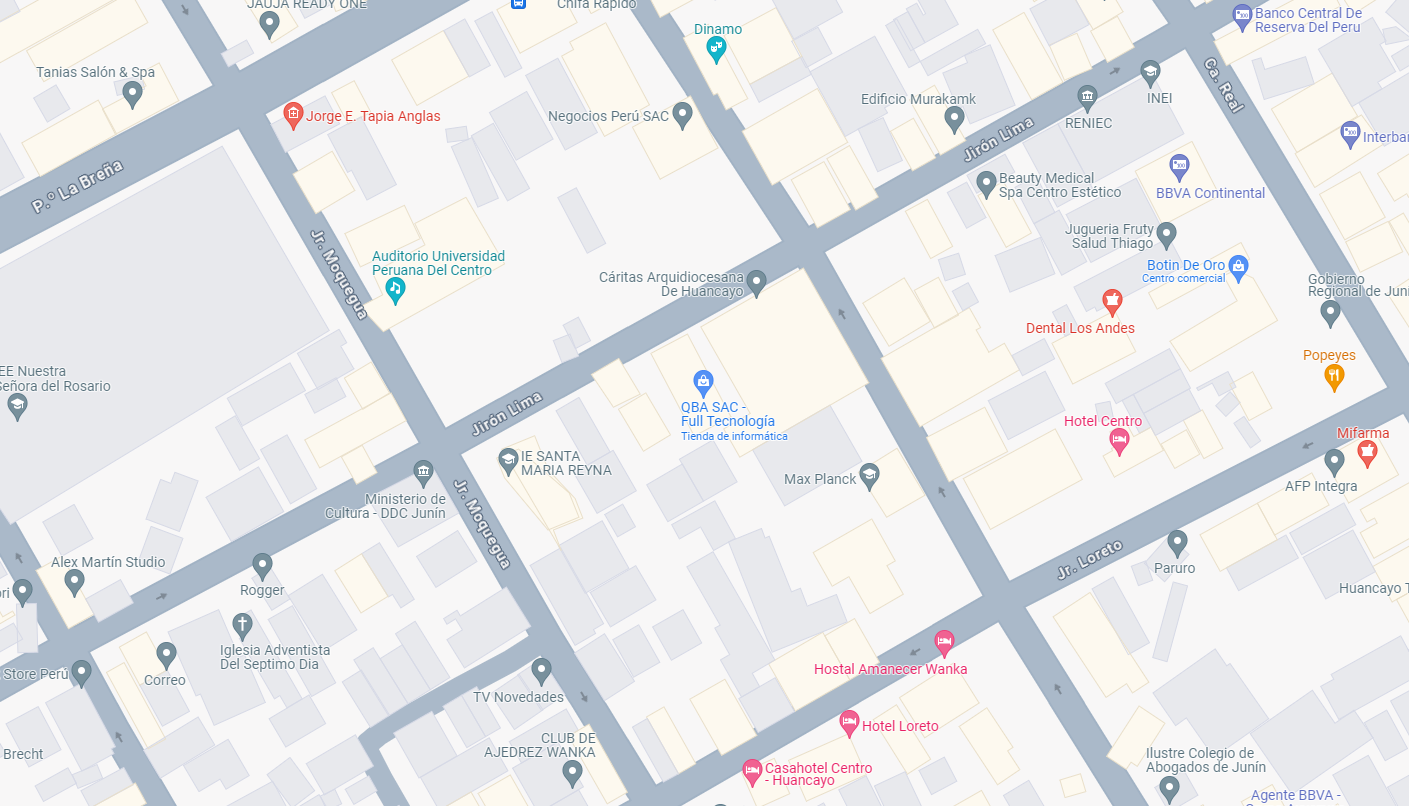 JAUJA READY ONE
Chifa Rapido
Banco Central De
Reserva Del Peru
Dinamo
Tanias Salón & Spa
Ca. Real
Edificio Murakamk
INEI
Jorge E. Tapia Anglas
Negocios Perú SAC
RENIEC
Jirón Lima
Interban
P.° La Breña
Beauty Medical
Spa Centro Estético
BBVA Continental
Jr. Moquegua
Jugueria Fruty
Salud Thiago
Auditorio Universidad
Peruana Del Centro
Botin De Oro
Centro comercial
Cáritas Arquidiocesana
De Huancayo
Gobierno
Regional de Juní
Dental Los Andes
Popeyes
EE Nuestra
Señora del Rosario
Jirón Lima
QBA SAC -
Full Tecnología
Tienda de informática
Hotel Centro
Mifarma
IE SANTA
MARIA REYNA
Max Planck
AFP Integra
Ministerio de
Cultura - DDC Junín
Jr. Moquegua
Jr. Loreto
Alex Martín Studio
Paruro
Rogger
ori
Huancayo T
Iglesia Adventista
Del Septimo Dia
Hostal Amanecer Wanka
Store Perú
Correo
TV Novedades
Hotel Loreto
CLUB DE
AJEDREZ WANKA
Brecht
Ilustre Colegio de
Abogados de Junín
Casahotel Centro
- Huancayo
Agente BBVA -